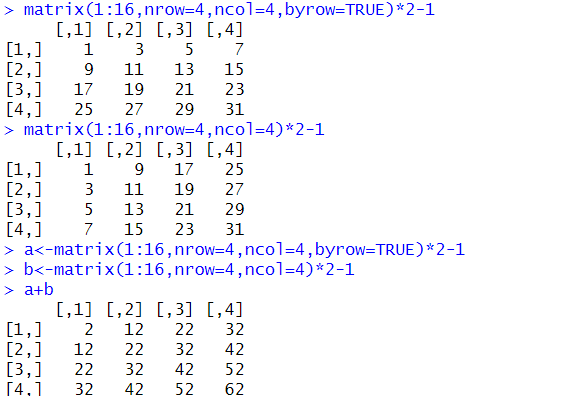 > matrix(1:16,nrow=4,ncol=4,byrow=TRUE)*2-1
     [,1] [,2] [,3] [,4]
[1,]    1    3    5    7
[2,]    9   11   13   15
[3,]   17   19   21   23
[4,]   25   27   29   31
> matrix(1:16,nrow=4,ncol=4)*2-1
     [,1] [,2] [,3] [,4]
[1,]    1    9   17   25
[2,]    3   11   19   27
[3,]    5   13   21   29
[4,]    7   15   23   31
> a<-matrix(1:16,nrow=4,ncol=4,byrow=TRUE)*2-1
> b<-matrix(1:16,nrow=4,ncol=4)*2-1
> a+b
     [,1] [,2] [,3] [,4]
[1,]    2   12   22   32
[2,]   12   22   32   42
[3,]   22   32   42   52
[4,]   32   42   52   62